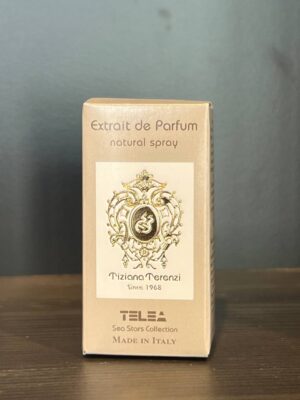 Extrait de Parfum
natural spray
Tiziana Terenzi
Since 1968
TELEA
Sea Stars Collection
MADE IN ITALY